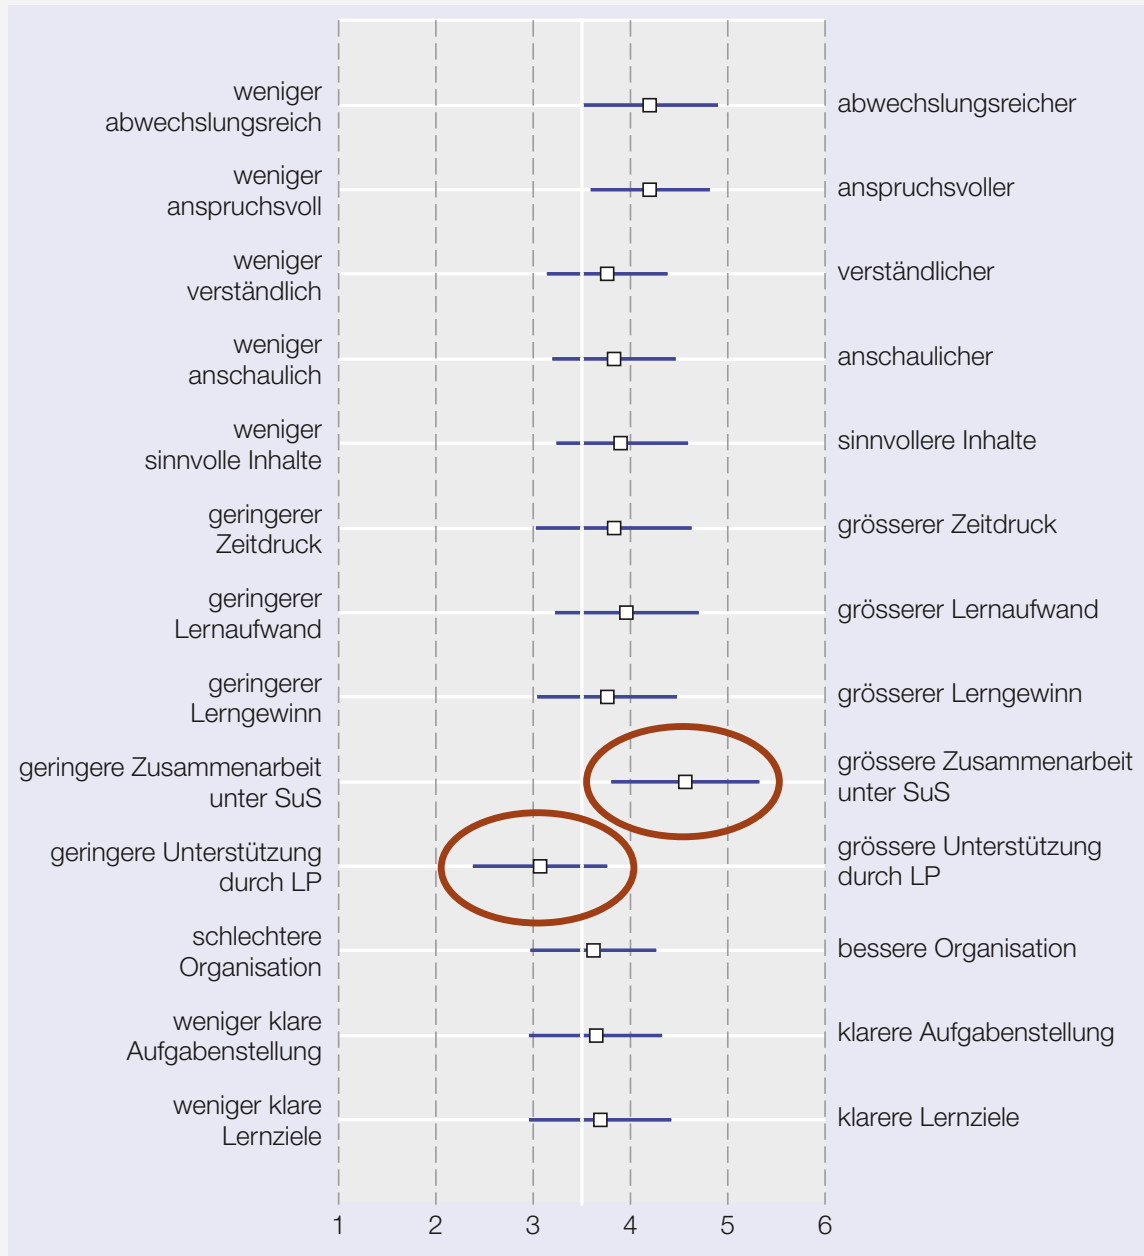 weniger
abwechslungsreich
abwechslungsreicher
weniger
anspruchsvoll
anspruchsvoller
weniger
verständlich
verständlicher
weniger
anschaulich
anschaulicher
weniger
sinnvolle Inhalte
sinnvollere Inhalte
geringerer
Zeitdruck
grösserer Zeitdruck
geringerer
Lernaufwand
grösserer Lernaufwand
geringerer
Lerngewinn
grösserer Lerngewinn
geringere Zusammenarbeit
unter SuS
grössere Zusammenarbeit
unter SuS
geringere Unterstützung
durch LP
grössere Unterstützung
durch LP
schlechtere
Organisation
bessere Organisation
weniger klare
Aufgabenstellung
klarere Aufgabenstellung
weniger klare
Lernziele
klarere Lernziele
1 2 3 4 5 6